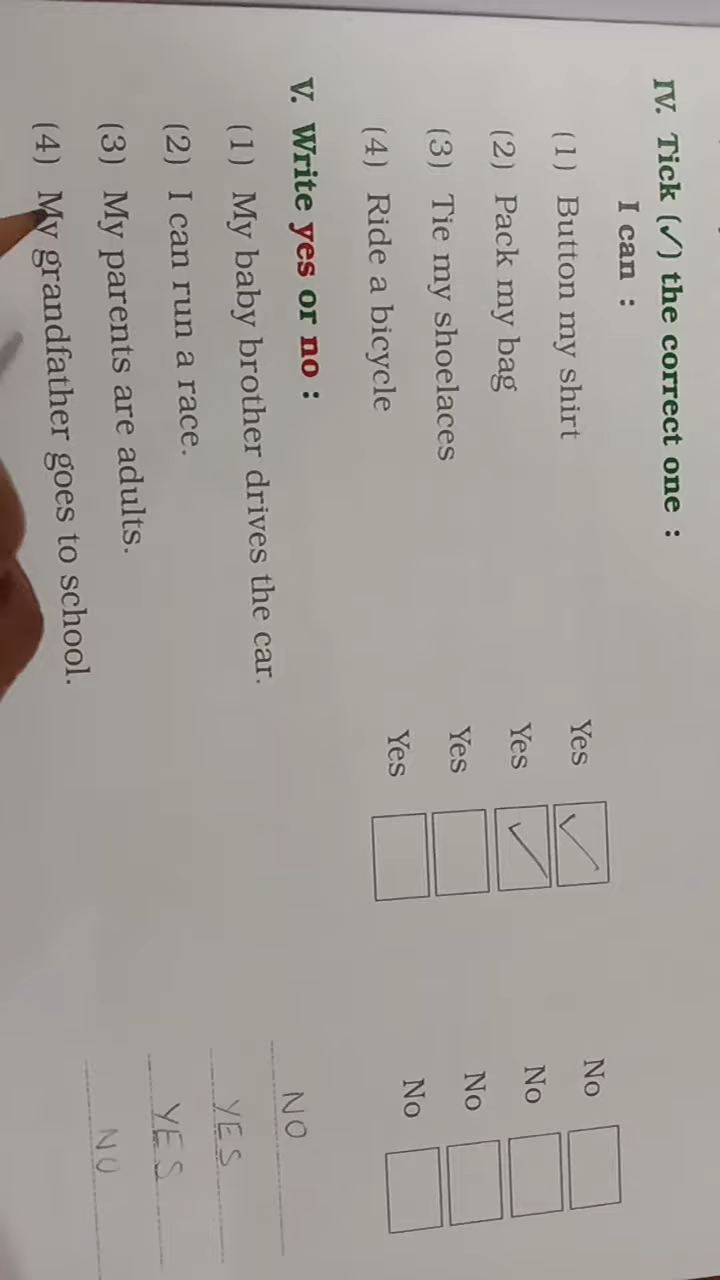 IV. Tick (✓) the correct one :
I can :
(1) Button my shirt Yes ✓ No
(2) Pack my bag Yes ✓ No
(3) Tie my shoelaces Yes No
(4) Ride a bicycle Yes No
V. Write yes or no :
(1) My baby brother drives the car. NO
(2) I can run a race. YES
(3) My parents are adults. YES
(4) My grandfather goes to school. NO